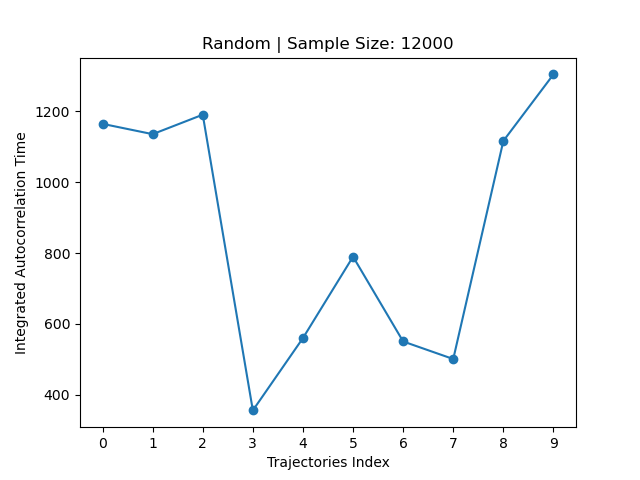 Random | Sample Size: 12000
Integrated Autocorrelation Time
1200
1000
800
600
400
0 1 2 3 4 5 6 7 8 9
Trajectories Index